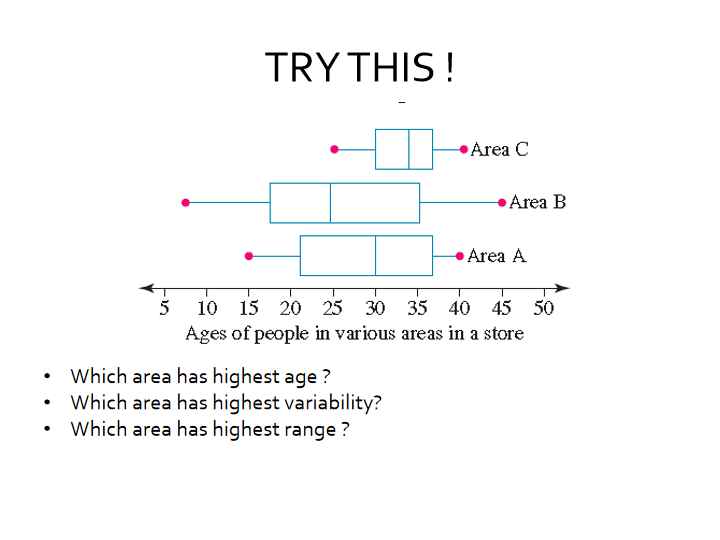 TRY THIS !
Area C
Area B
Area A
5 10 15 20 25 30 35 40 45 50
Ages of people in various areas in a store
• Which area has highest age ?
• Which area has highest variability?
• Which area has highest range ?